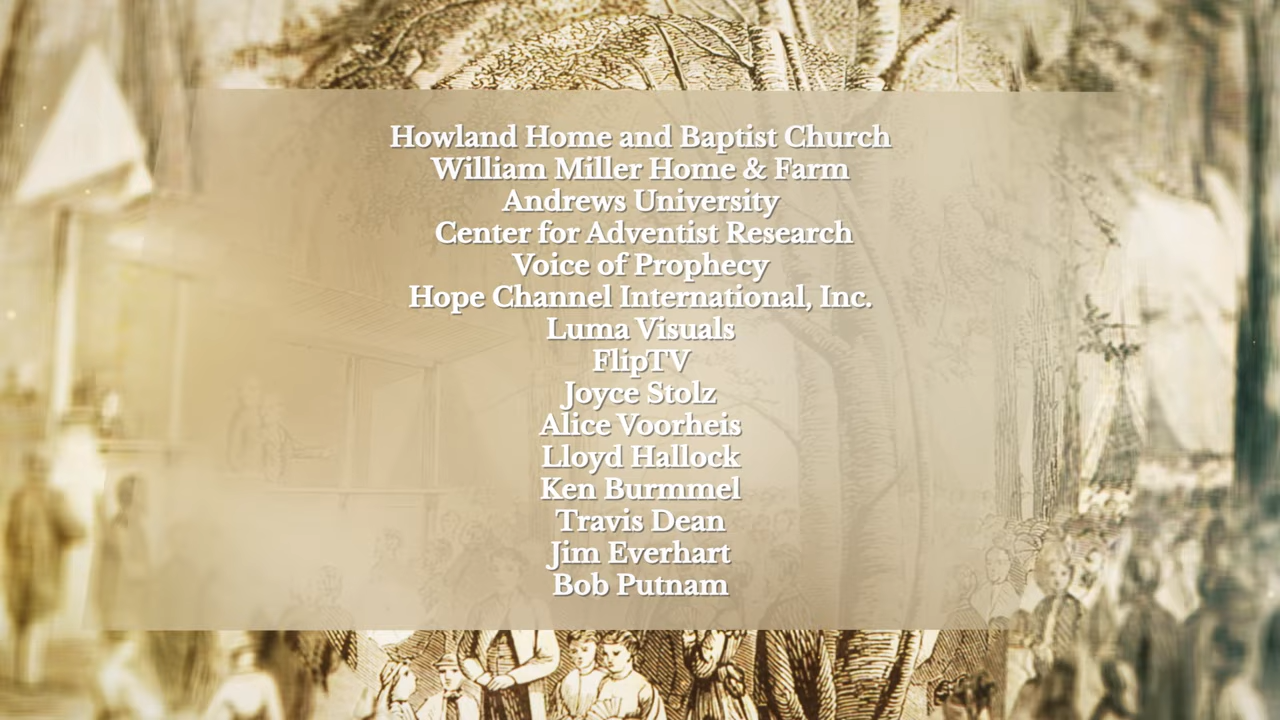 Howland Home and Baptist Church
William Miller Home & Farm
Andrews University
Center for Adventist Research
Voice of Prophecy
Hope Channel International, Inc.
Luma Visuals
FlipTV
Joyce Stolz
Alice Voorheis
Lloyd Hallock
Ken Burmmel
Travis Dean
Jim Everhart
Bob Putnam